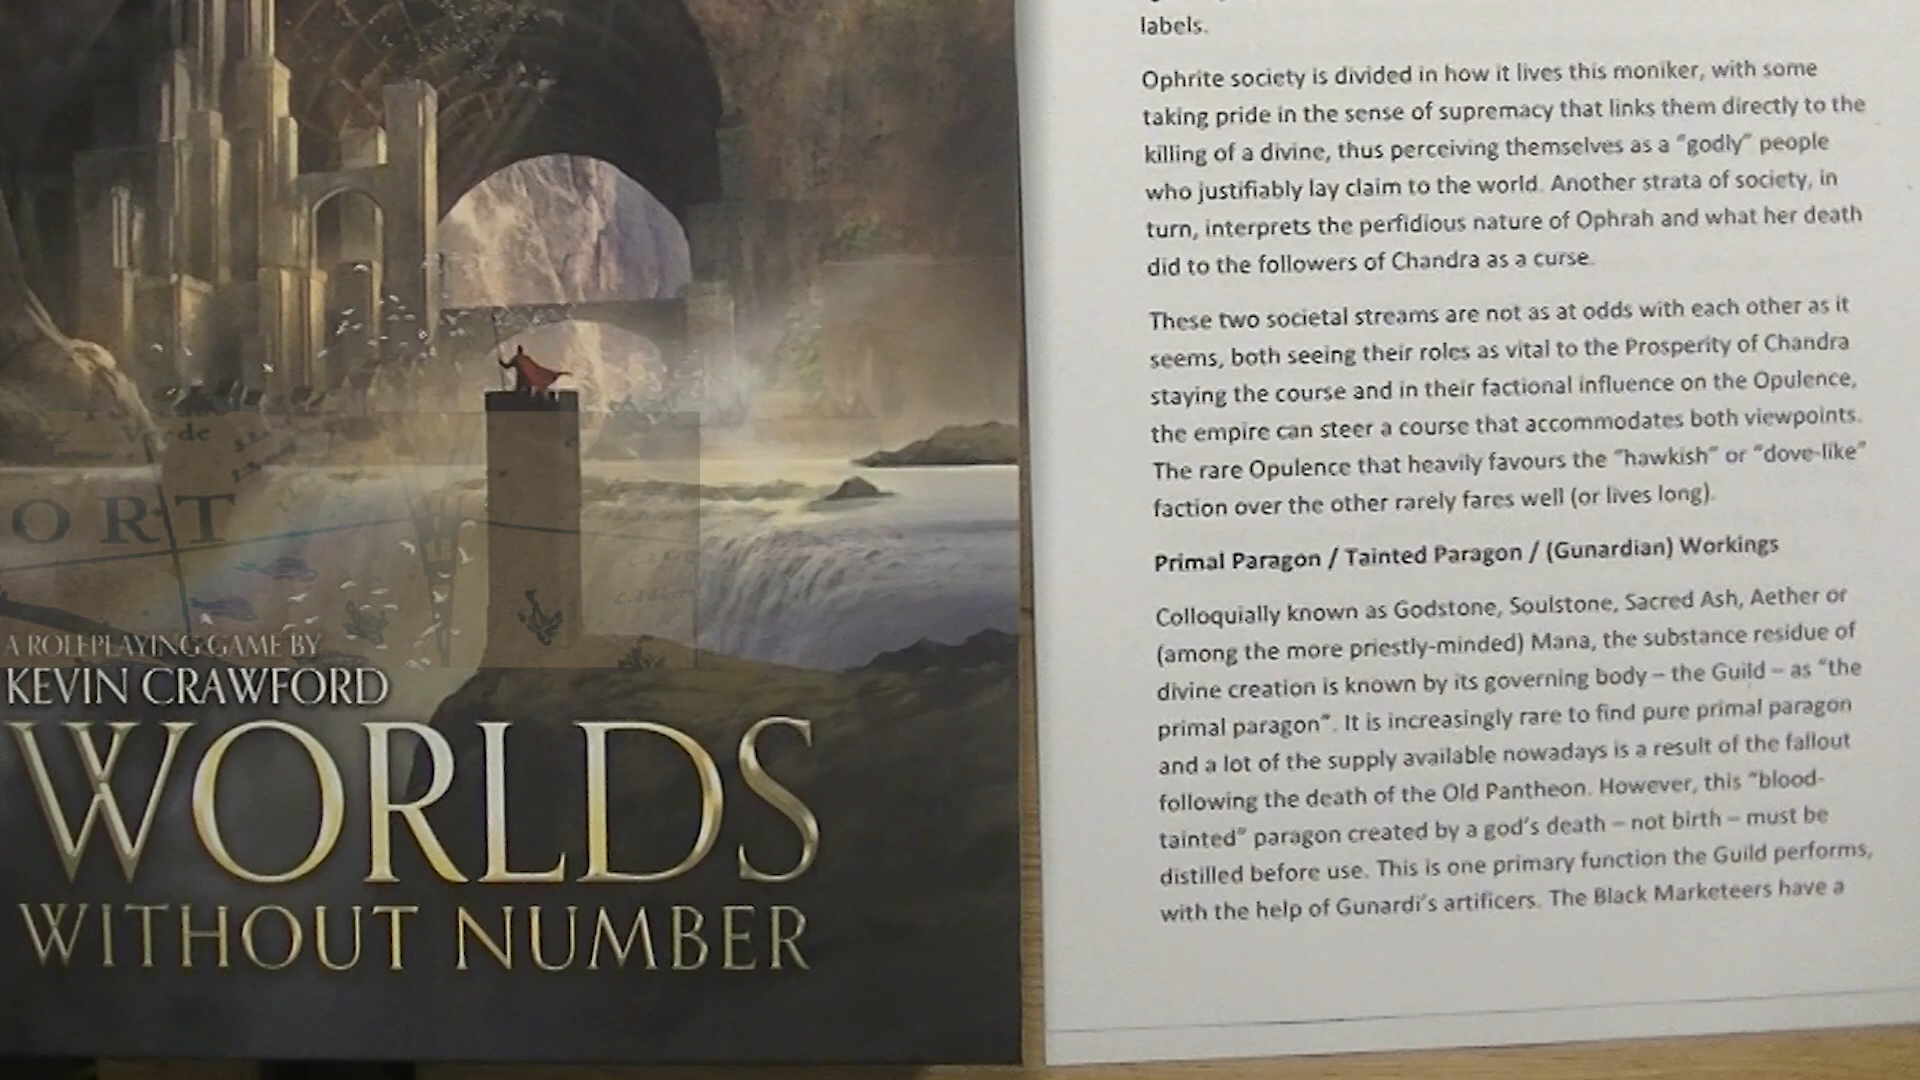 Verde
ORT
A ROLEPLAYING GAME BY
KEVIN CRAWFORD
WORLDS
WITHOUT NUMBER
labels.
Ophrite society is divided in how it lives this moniker, with some
taking pride in the sense of supremacy that links them directly to the
killing of a divine, thus perceiving themselves as a “godly” people
who justifiably lay claim to the world. Another strata of society, in
turn, interprets the perfidious nature of Ophrah and what her death
did to the followers of Chandra as a curse.
These two societal streams are not as at odds with each other as it
seems, both seeing their roles as vital to the Prosperity of Chandra
staying the course and in their factional influence on the Opulence,
the empire can steer a course that accommodates both viewpoints.
The rare Opulence that heavily favours the “hawkish” or “dove-like”
faction over the other rarely fares well (or lives long).
Primal Paragon / Tainted Paragon / (Gunardian) Workings
Colloquially known as Godstone, Soulstone, Sacred Ash, Aether or
(among the more priestly-minded) Mana, the substance residue of
divine creation is known by its governing body – the Guild – as “the
primal paragon”. It is increasingly rare to find pure primal paragon
and a lot of the supply available nowadays is a result of the fallout
following the death of the Old Pantheon. However, this “blood-
tainted” paragon created by a god’s death – not birth – must be
distilled before use. This is one primary function the Guild performs,
with the help of Gunardi’s artificers. The Black Marketeers have a